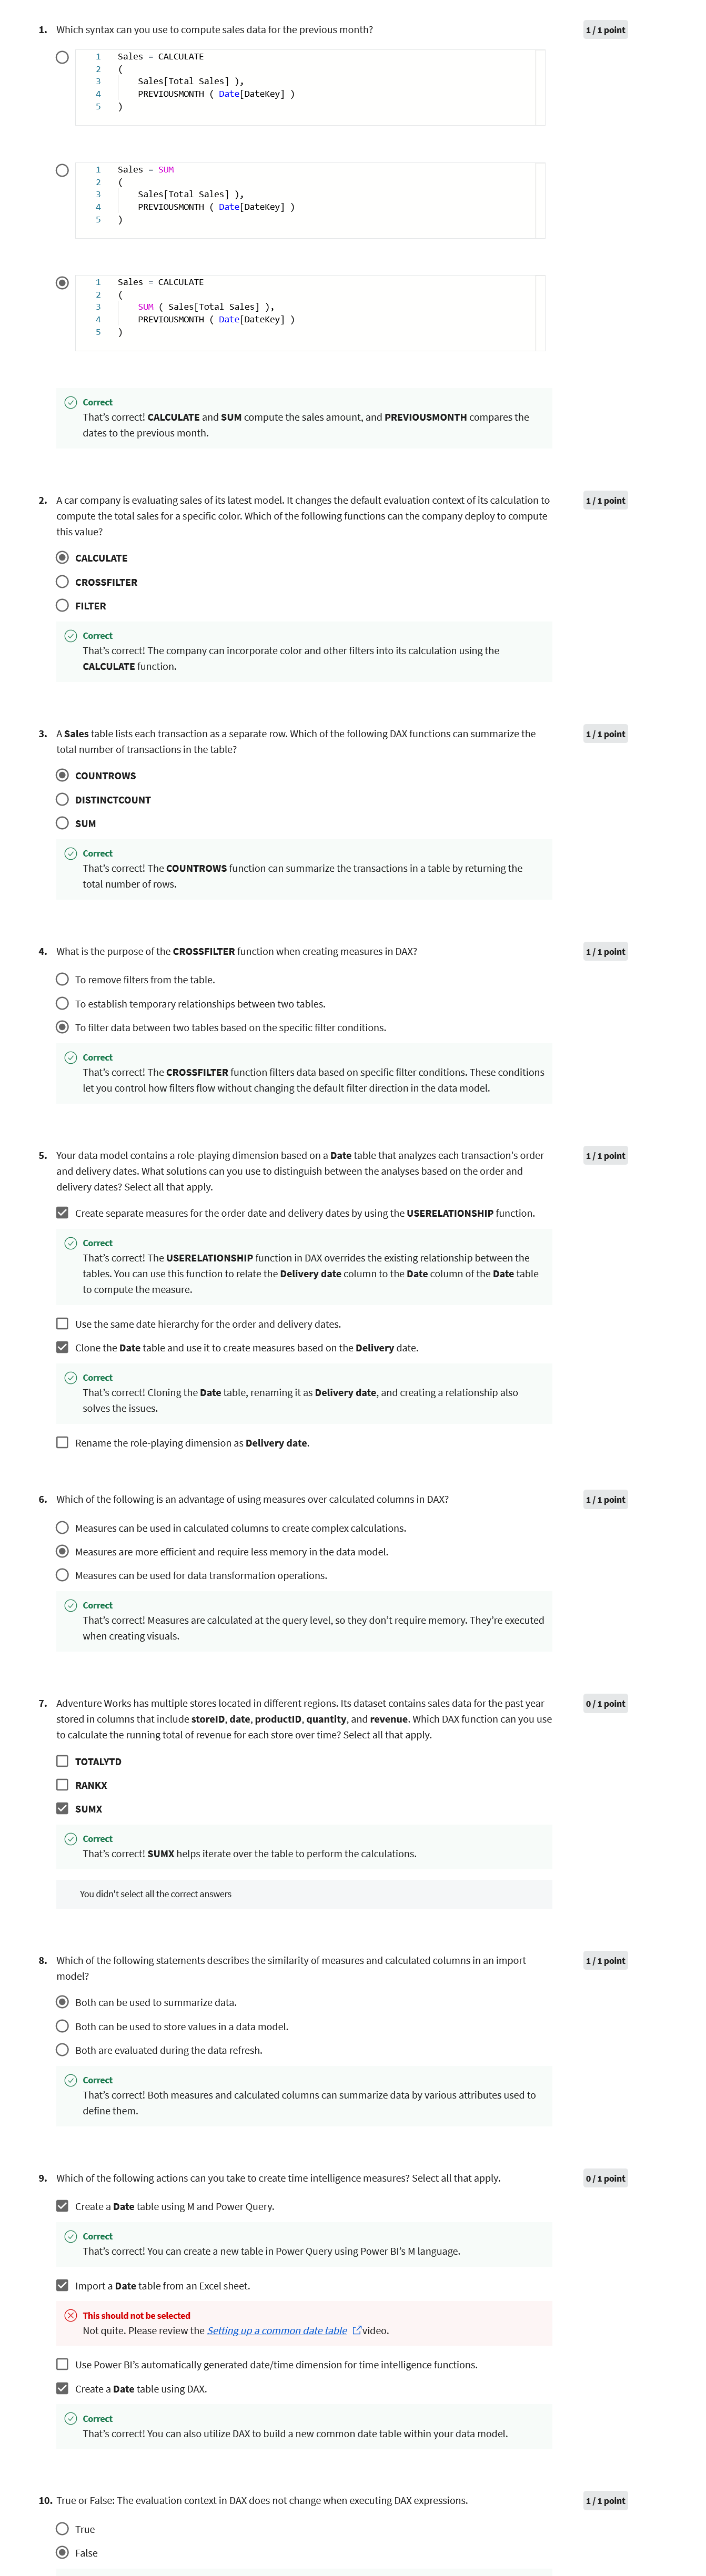 1. Which syntax can you use to compute sales data for the previous month?
1 / 1 point
1 Sales = CALCULATE
2 (
3 Sales[Total Sales] ),
4 PREVIOUSMONTH ( Date[DateKey] )
5 )
1 Sales = SUM
2 (
3 Sales[Total Sales] ),
4 PREVIOUSMONTH ( Date[DateKey] )
5 )
1 Sales = CALCULATE
2 (
3 SUM ( Sales[Total Sales] ),
4 PREVIOUSMONTH ( Date[DateKey] )
5 )
Correct
That's correct! CALCULATE and SUM compute the sales amount, and PREVIOUSMONTH compares the
dates to the previous month.
2. A car company is evaluating sales of its latest model. It changes the default evaluation context of its calculation to
compute the total sales for a specific color. Which of the following functions can the company deploy to compute
this value?
1 / 1 point
CALCULATE
CROSSFILTER
FILTER
Correct
That's correct! The company can incorporate color and other filters into its calculation using the
CALCULATE function.
3. A Sales table lists each transaction as a separate row. Which of the following DAX functions can summarize the
total number of transactions in the table?
1 / 1 point
COUNTROWS
DISTINCTCOUNT
SUM
Correct
That's correct! The COUNTROWS function can summarize the transactions in a table by returning the
total number of rows.
4. What is the purpose of the CROSSFILTER function when creating measures in DAX?
1 / 1 point
To remove filters from the table.
To establish temporary relationships between two tables.
To filter data between two tables based on the specific filter conditions.
Correct
That's correct! The CROSSFILTER function filters data based on specific filter conditions. These conditions
let you control how filters flow without changing the default filter direction in the data model.
5. Your data model contains a role-playing dimension based on a Date table that analyzes each transaction's order
and delivery dates. What solutions can you use to distinguish between the analyses based on the order and
delivery dates? Select all that apply.
1 / 1 point
Create separate measures for the order date and delivery dates by using the USERELATIONSHIP function.
Correct
That's correct! The USERELATIONSHIP function in DAX overrides the existing relationship between the
tables. You can use this function to relate the Delivery date column to the Date column of the Date table
to compute the measure.
Use the same date hierarchy for the order and delivery dates.
Clone the Date table and use it to create measures based on the Delivery date.
Correct
That's correct! Cloning the Date table, renaming it as Delivery date, and creating a relationship also
solves the issues.
Rename the role-playing dimension as Delivery date.
6. Which of the following is an advantage of using measures over calculated columns in DAX?
1 / 1 point
Measures can be used in calculated columns to create complex calculations.
Measures are more efficient and require less memory in the data model.
Measures can be used for data transformation operations.
Correct
That's correct! Measures are calculated at the query level, so they don't require memory. They're executed
when creating visuals.
7. Adventure Works has multiple stores located in different regions. Its dataset contains sales data for the past year
stored in columns that include storeID, date, productID, quantity, and revenue. Which DAX function can you use
to calculate the running total of revenue for each store over time? Select all that apply.
0 / 1 point
TOTALYTD
RANKX
SUMX
Correct
That's correct! SUMX helps iterate over the table to perform the calculations.
You didn't select all the correct answers
8. Which of the following statements describes the similarity of measures and calculated columns in an import
model?
1 / 1 point
Both can be used to summarize data.
Both can be used to store values in a data model.
Both are evaluated during the data refresh.
Correct
That's correct! Both measures and calculated columns can summarize data by various attributes used to
define them.
9. Which of the following actions can you take to create time intelligence measures? Select all that apply.
0 / 1 point
Create a Date table using M and Power Query.
Correct
That's correct! You can create a new table in Power Query using Power BI's M language.
Import a Date table from an Excel sheet.
This should not be selected
Not quite. Please review the Setting up a common date table video.
Use Power BI's automatically generated date/time dimension for time intelligence functions.
Create a Date table using DAX.
Correct
That's correct! You can also utilize DAX to build a new common date table within your data model.
10. True or False: The evaluation context in DAX does not change when executing DAX expressions.
1 / 1 point
True
False